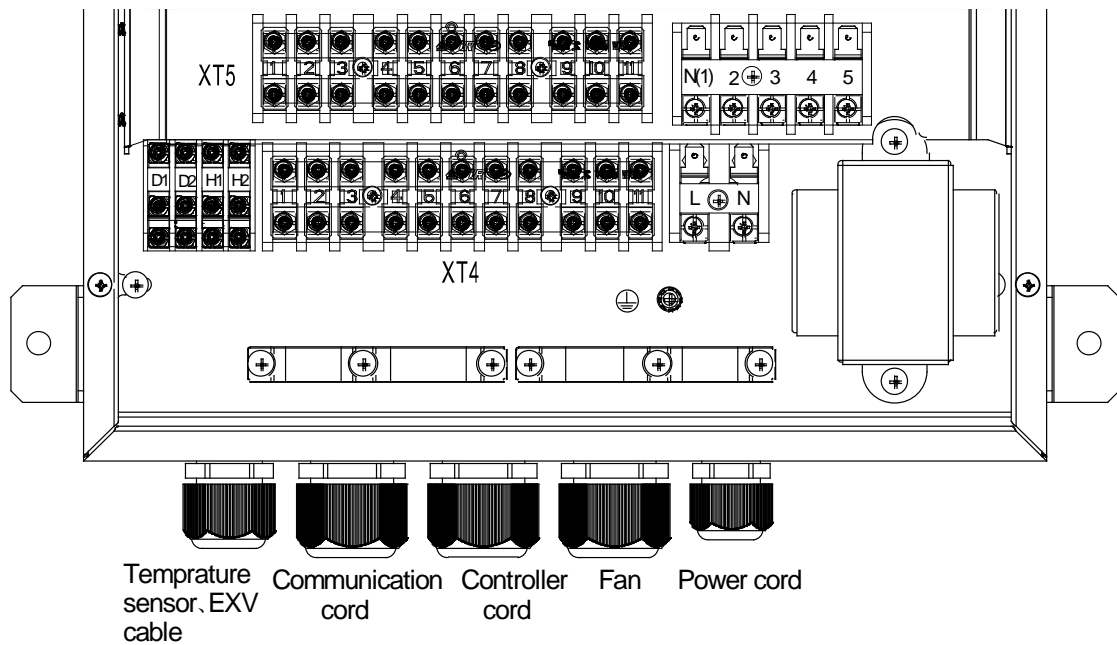 XT5
1 2 3 4 5 6 7 8 9 10 11
N(1) 2 3 4 5
D1 D2 H1 H2
1 2 3 4 5 6 7 8 9 10 11
L N
XT4
Temprature
sensor、EXV
cable
Communication
cord
Controller
cord
Fan
Power cord